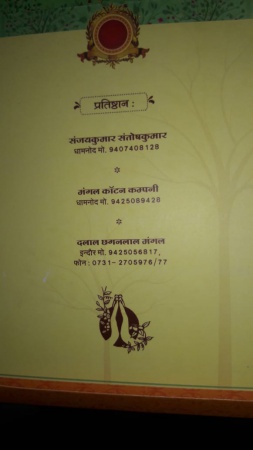 प्रतिष्ठान :
संजयकुमार संतोषकुमार
धामनोद मो. 9407408128
मंगल कॉटन कम्पनी
धामनोद मो. 9425089428
दलाल छगनलाल मंगल
इन्दौर मो. 9425056817,
फोन : 0731- 2705976/77